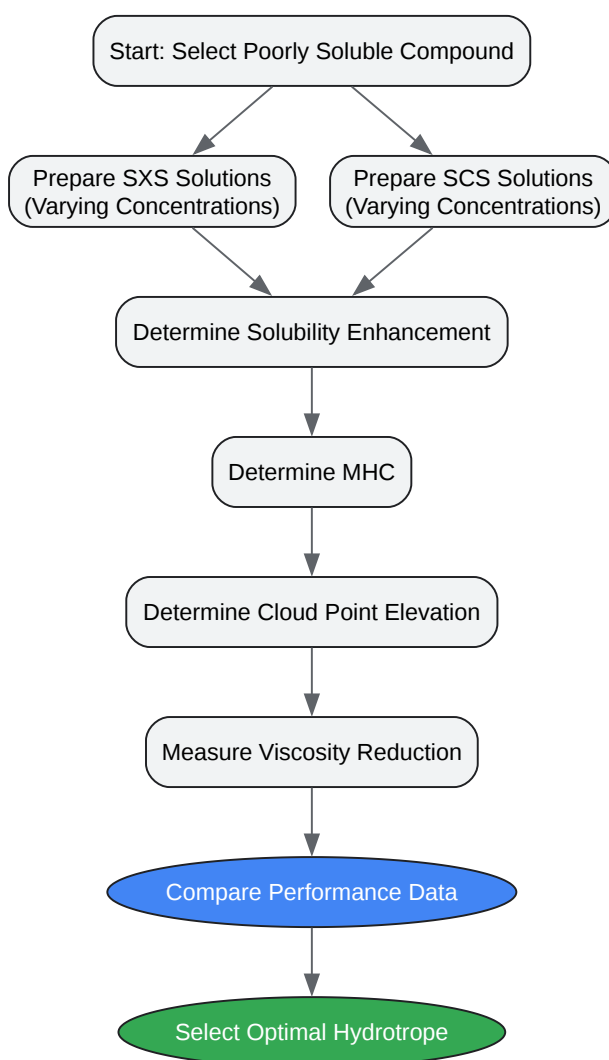 Start: Select Poorly Soluble Compound
Prepare SXS Solutions
(Varying Concentrations)
Prepare SCS Solutions
(Varying Concentrations)
Determine Solubility Enhancement
Determine MHC
Determine Cloud Point Elevation
Measure Viscosity Reduction
Compare Performance Data
Select Optimal Hydrotrope